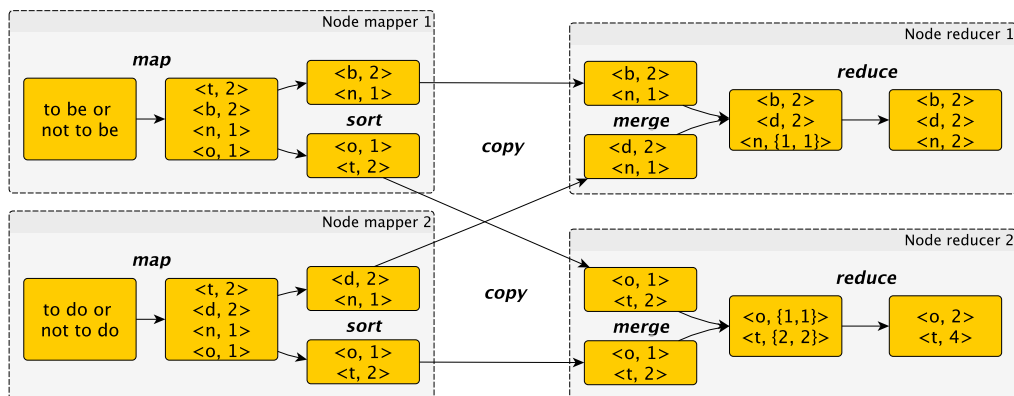 Node mapper 1
map
to be or
not to be
<t, 2>
<b, 2>
<n, 1>
<o, 1>
<b, 2>
<n, 1>
sort
<o, 1>
<t, 2>
copy
Node reducer 1
<b, 2>
<n, 1>
merge
<d, 2>
<n, 1>
reduce
<b, 2>
<d, 2>
<n, {1, 1}>
<b, 2>
<d, 2>
<n, 2>
Node mapper 2
map
to do or
not to do
<t, 2>
<d, 2>
<n, 1>
<o, 1>
<d, 2>
<n, 1>
sort
<o, 1>
<t, 2>
copy
Node reducer 2
<o, 1>
<t, 2>
merge
<o, 1>
<t, 2>
reduce
<o, {1,1}>
<t, {2, 2}>
<o, 2>
<t, 4>